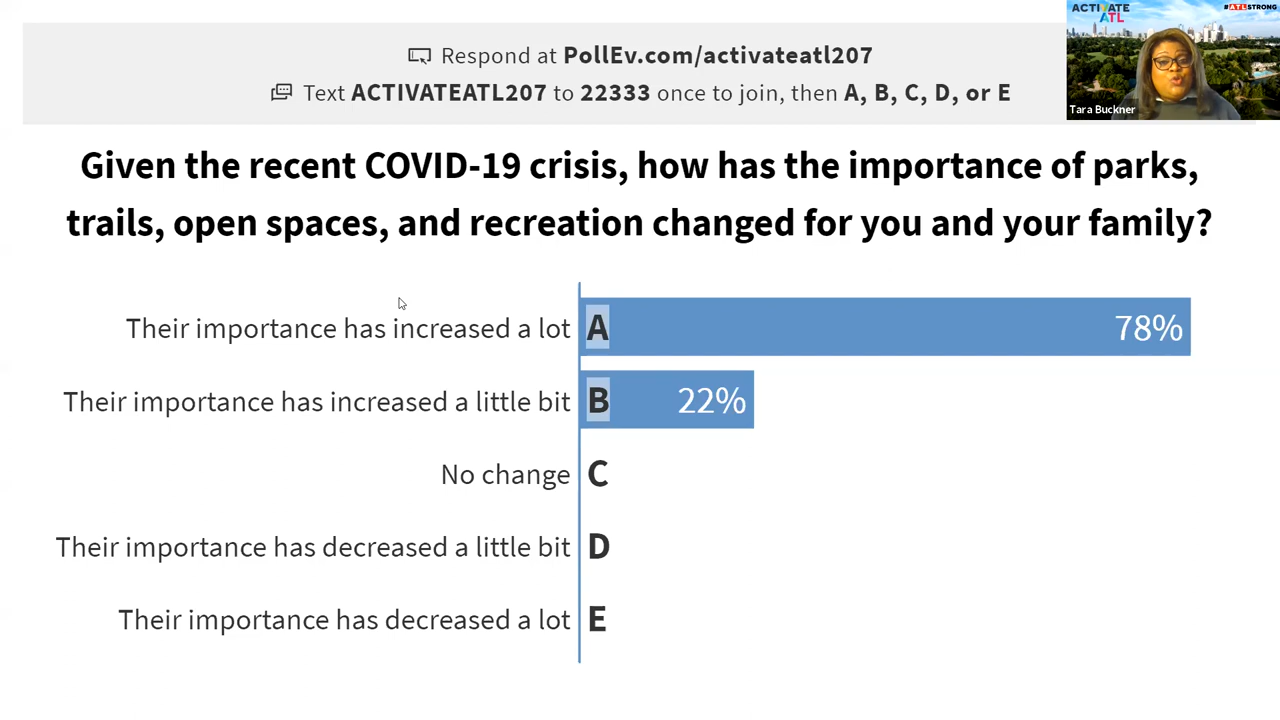 Respond at PollEv.com/activateatl207
Text ACTIVATEATL207 to 22333 once to join, then A, B, C, D, or E
ACTIVATE
ATL
#ATLSTRONG
Tara Buckner
Given the recent COVID-19 crisis, how has the importance of parks,
trails, open spaces, and recreation changed for you and your family?
Their importance has increased a lot A 78%
Their importance has increased a little bit B 22%
No change C
Their importance has decreased a little bit D
Their importance has decreased a lot E